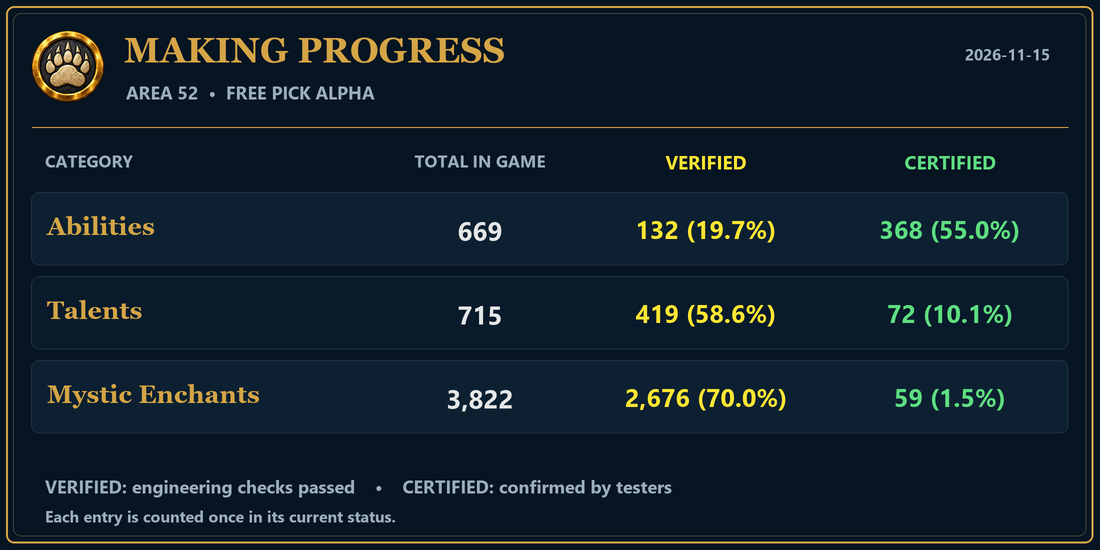 MAKING PROGRESS
2026-11-15
AREA 52 • FREE PICK ALPHA
CATEGORY TOTAL IN GAME VERIFIED CERTIFIED
Abilities 669 132 (19.7%) 368 (55.0%)
Talents 715 419 (58.6%) 72 (10.1%)
Mystic Enchants 3,822 2,676 (70.0%) 59 (1.5%)
VERIFIED: engineering checks passed • CERTIFIED: confirmed by testers
Each entry is counted once in its current status.